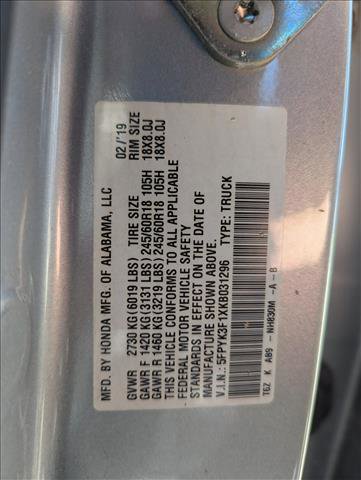 MFD. BY HONDA MFG. OF ALABAMA, LLC 02/'19
GVWR 2730 KG(6019 LBS) TIRE SIZE RIM SIZE
GAWR F 1420 KG(3131 LBS) 245/60R18 105H 18X8.0J
GAWR R 1460 KG(3219 LBS) 245/60R18 105H 18X8.0J
THIS VEHICLE CONFORMS TO ALL APPLICABLE
FEDERAL MOTOR VEHICLE SAFETY
STANDARDS IN EFFECT ON THE DATE OF
MANUFACTURE SHOWN ABOVE.
V.I.N.: 5FPYK3F1XKB031296 TYPE: TRUCK
T6Z K AB9 - NH830M -A -B